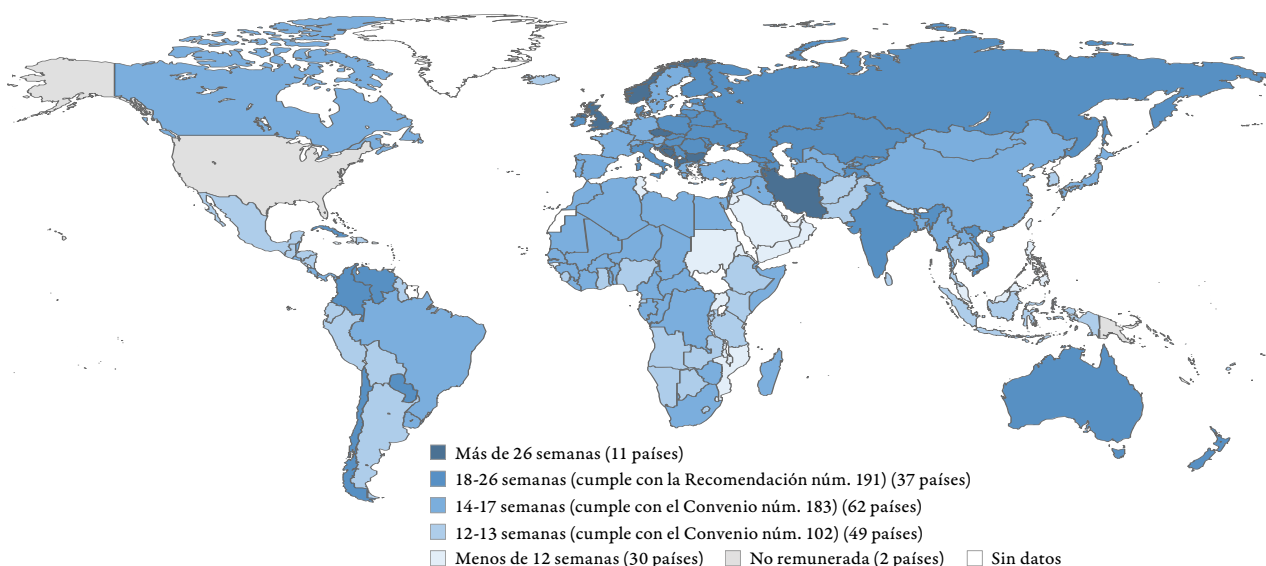 Más de 26 semanas (11 países)
18-26 semanas (cumple con la Recomendación núm. 191) (37 países)
14-17 semanas (cumple con el Convenio núm. 183) (62 países)
12-13 semanas (cumple con el Convenio núm. 102) (49 países)
Menos de 12 semanas (30 países) No remunerada (2 países) Sin datos